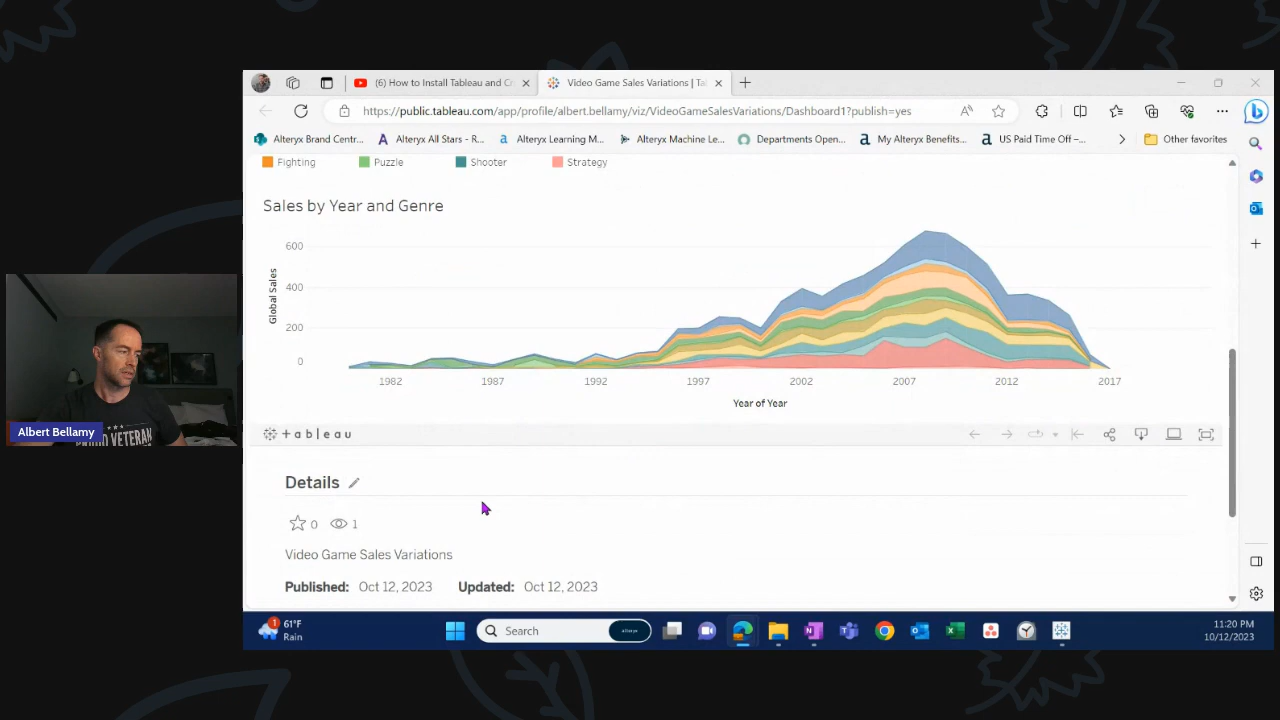 (6) How to Install Tableau and Cr
Video Game Sales Variations | Ta
https://public.tableau.com/app/profile/albert.bellamy/viz/VideoGameSalesVariations/Dashboard1?publish=yes
Alteryx Brand Centr...
Alteryx All Stars - R...
Alteryx Learning M...
Alteryx Machine Le...
Departments Open...
My Alteryx Benefits...
US Paid Time Off –...
Other favorites
Fighting
Puzzle
Shooter
Strategy
Sales by Year and Genre
Global Sales
600
400
200
0
1982
1987
1992
1997
2002
2007
2012
2017
Year of Year
+ableau
Details
0
1
Video Game Sales Variations
Published: Oct 12, 2023 Updated: Oct 12, 2023
Albert Bellamy
1
61°F
Rain
Search
11:20 PM
10/12/2023